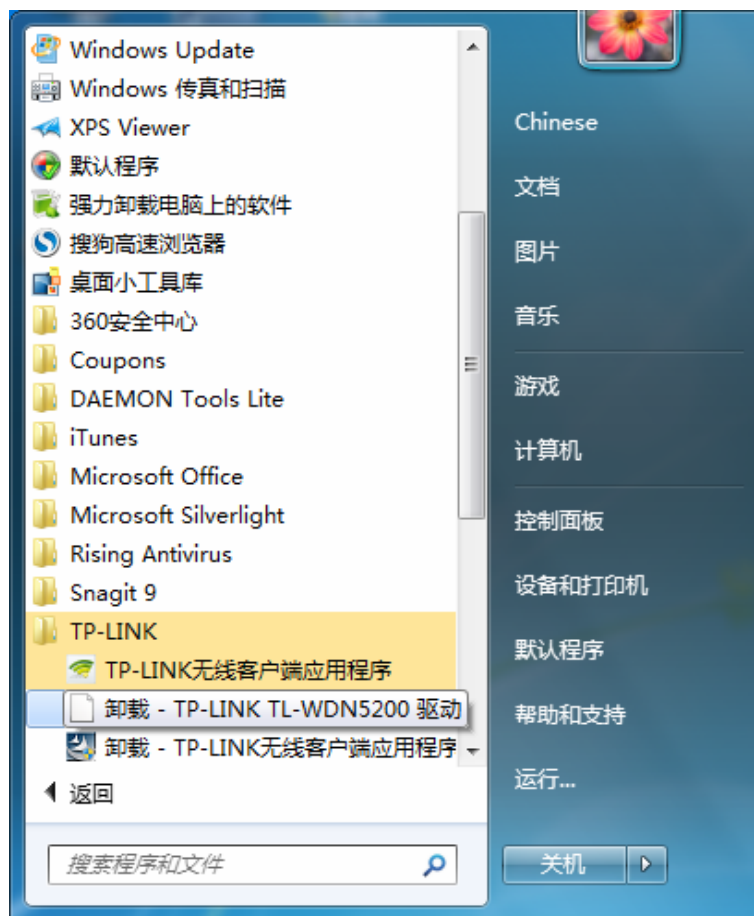 Windows Update
Windows 传真和扫描
XPS Viewer
默认程序
强力卸载电脑上的软件
搜狗高速浏览器
桌面小工具库
360安全中心
Coupons
DAEMON Tools Lite
iTunes
Microsoft Office
Microsoft Silverlight
Rising Antivirus
Snagit 9
TP-LINK
TP-LINK无线客户端应用程序
卸载 - TP-LINK TL-WDN5200 驱动
卸载 - TP-LINK无线客户端应用程序
返回
搜索程序和文件
Chinese
文档
图片
音乐
游戏
计算机
控制面板
设备和打印机
默认程序
帮助和支持
运行...
关机